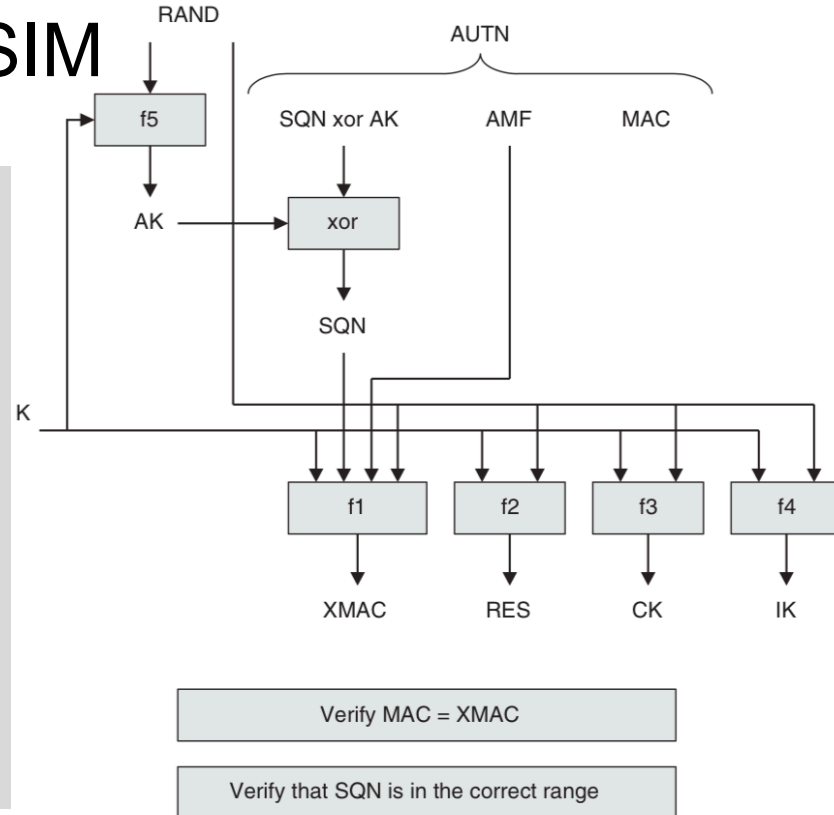 SIM
RAND
AUTN
f5
SQN xor AK
AMF
MAC
AK
xor
SQN
K
f1
f2
f3
f4
XMAC
RES
CK
IK
Verify MAC = XMAC
Verify that SQN is in the correct range